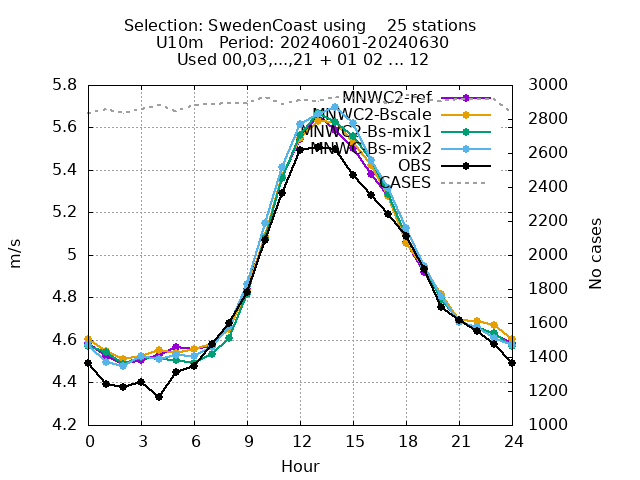 Selection: SwedenCoast using    25 stations
U10m   Period: 20240601-20240630
Used 00,03,...,21 + 01 02 ... 12
5.8
5.6
5.4
5.2
5
4.8
4.6
4.4
4.2
m/s
MNWC2-ref
MNWC2-Bscale
MNWC2-Bs-mix1
MNWC2-Bs-mix2
OBS
CASES
3000
2800
2600
2400
2200
2000
1800
1600
1400
1200
1000
No cases
0 3 6 9 12 15 18 21 24
Hour